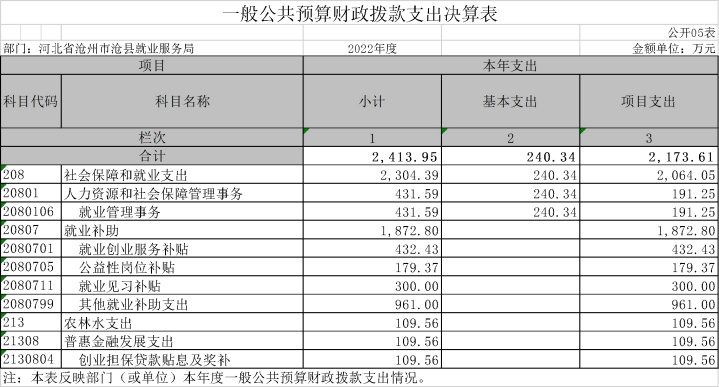 一般公共预算财政拨款支出决算表
公开05表
部门：河北省沧州市沧县就业服务局 2022年度 金额单位：万元
项目 本年支出
科目代码 科目名称 小计 基本支出 项目支出
栏次 1 2 3
合计 2,413.95 240.34 2,173.61
208 社会保障和就业支出 2,304.39 240.34 2,064.05
20801 人力资源和社会保障管理事务 431.59 240.34 191.25
2080106 就业管理事务 431.59 240.34 191.25
20807 就业补助 1,872.80 1,872.80
2080701 就业创业服务补贴 432.43 432.43
2080705 公益性岗位补贴 179.37 179.37
2080711 就业见习补贴 300.00 300.00
2080799 其他就业补助支出 961.00 961.00
213 农林水支出 109.56 109.56
21308 普惠金融发展支出 109.56 109.56
2130804 创业担保贷款贴息及奖补 109.56 109.56
注：本表反映部门（或单位）本年度一般公共预算财政拨款支出情况。